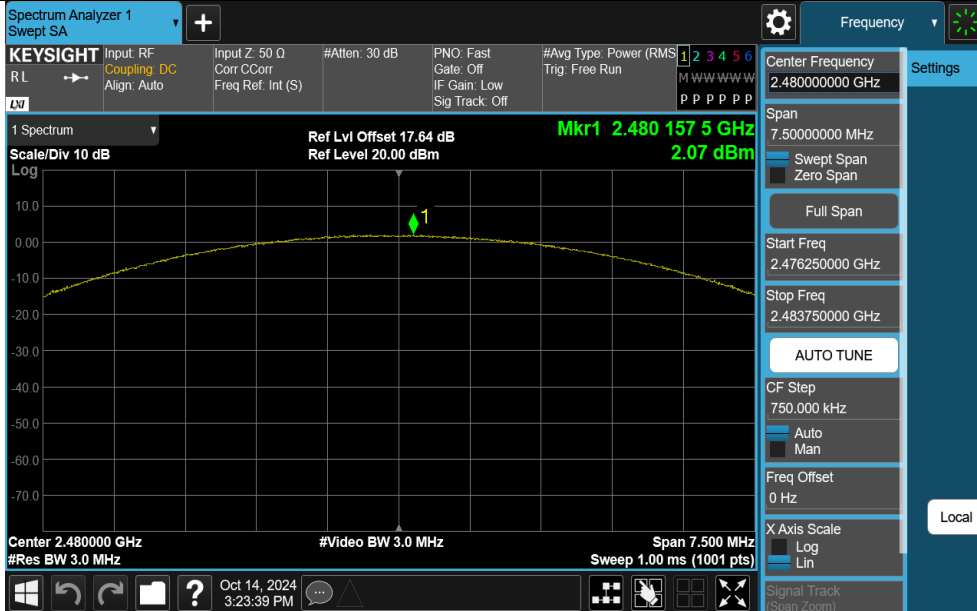 Spectrum Analyzer 1
Swept SA
+
Frequency
KEYSIGHT
RL
LXI
Input: RF
Coupling: DC
Align: Auto
Input Z: 50 Ω
Corr CCorr
Freq Ref: Int (S)
#Atten: 30 dB
PNO: Fast
Gate: Off
IF Gain: Low
Sig Track: Off
#Avg Type: Power (RMS
Trig: Free Run
1 2 3 4 5 6
M W W W W W
P P P P P P
1 Spectrum
Scale/Div 10 dB
Log
Ref Lvl Offset 17.64 dB
Ref Level 20.00 dBm
Mkr1 2.480 157 5 GHz
2.07 dBm
1
10.0
0.00
-10.0
-20.0
-30.0
-40.0
-50.0
-60.0
-70.0
Center 2.480000 GHz
#Res BW 3.0 MHz
#Video BW 3.0 MHz
Span 7.500 MHz
Sweep 1.00 ms (1001 pts)
Center Frequency
2.480000000 GHz
Span
7.50000000 MHz
Swept Span
Zero Span
Full Span
Start Freq
2.476250000 GHz
Stop Freq
2.483750000 GHz
AUTO TUNE
CF Step
750.000 kHz
Auto
Man
Freq Offset
0 Hz
X Axis Scale
Log
Lin
Signal Track
(Span Zoom)
Settings
Local
?
Oct 14, 2024
3:23:39 PM